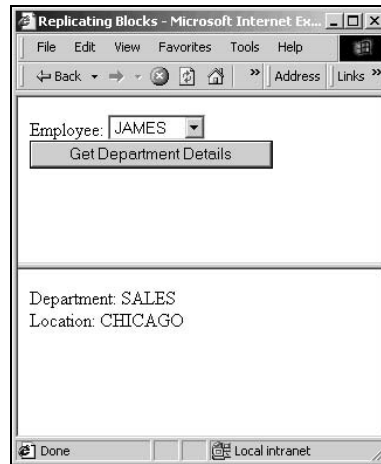 Replicating Blocks - Microsoft Internet Ex...
File Edit View Favorites Tools Help
Back » Address Links »
Employee: JAMES
Get Department Details
Department: SALES
Location: CHICAGO
Done Local intranet